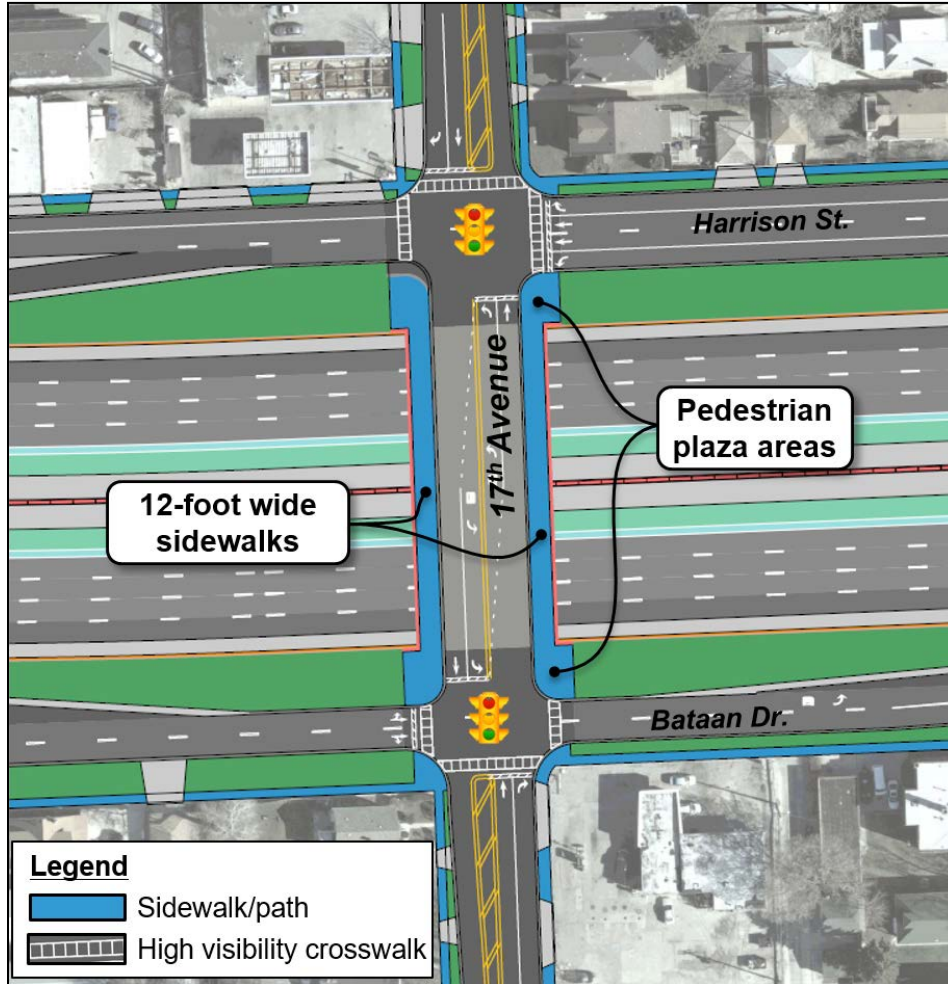 Harrison St.
17th Avenue
Pedestrian
plaza areas
12-foot wide
sidewalks
Bataan Dr.
Legend
Sidewalk/path
High visibility crosswalk